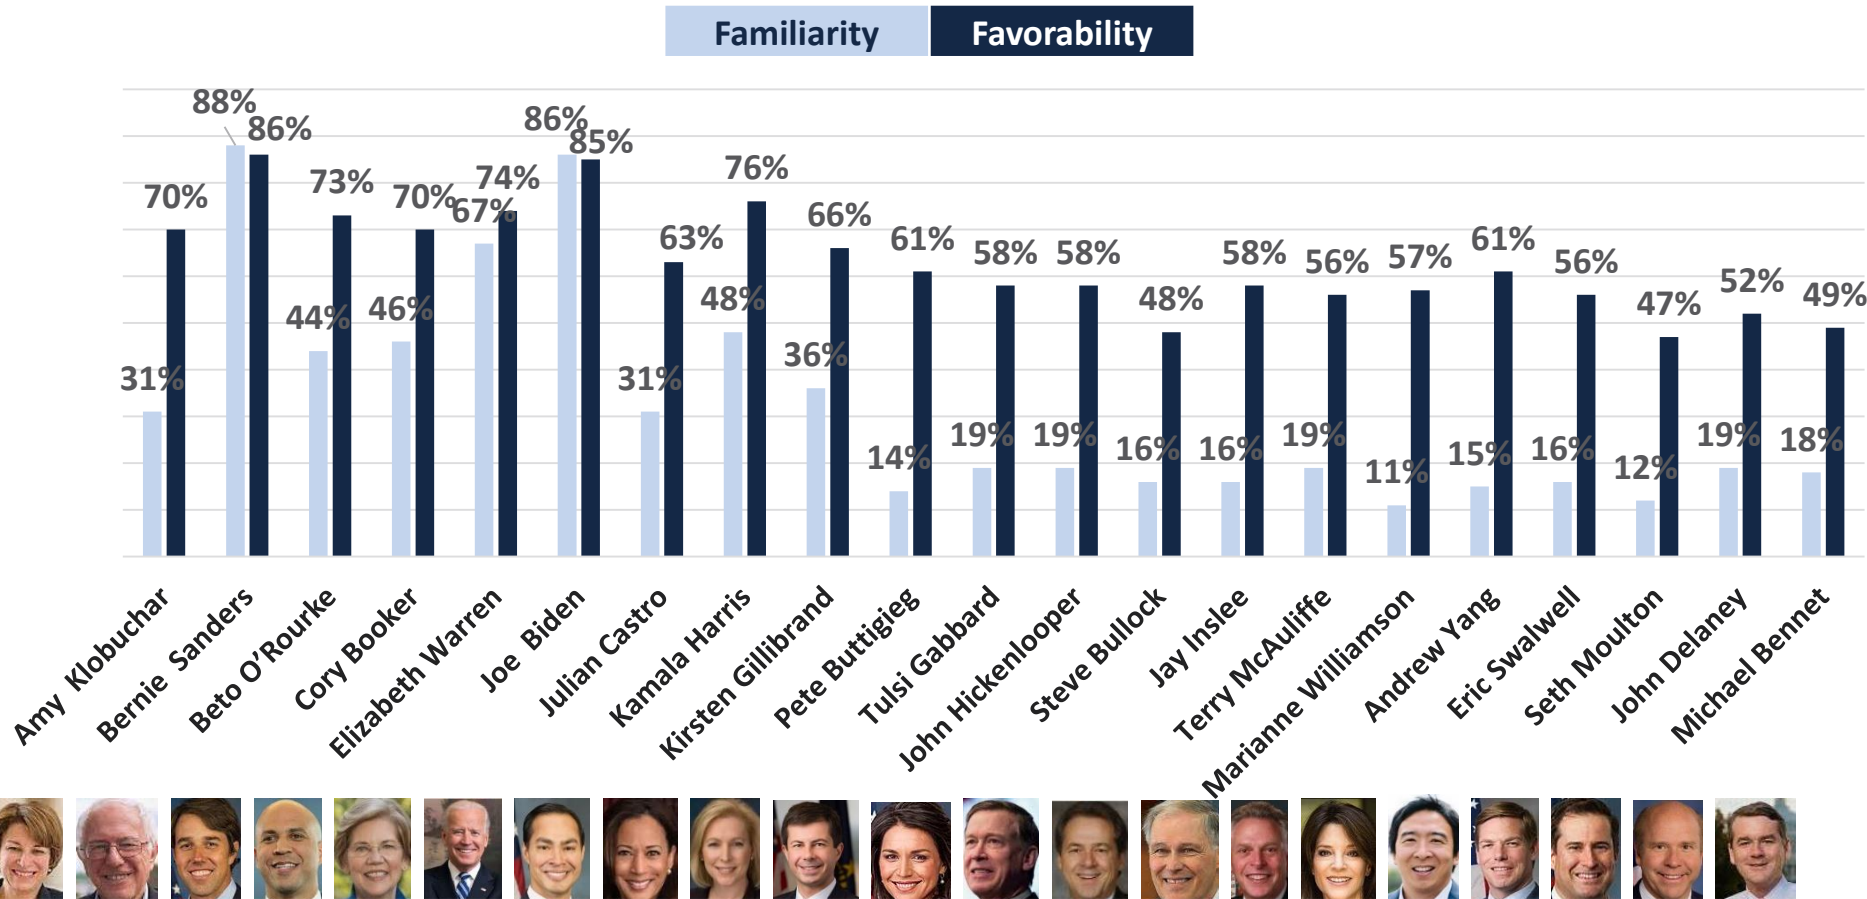 Familiarity Favorability
88% 86%
70%
73%
70%
67%
74%
86%
85%
76%
63%
66%
61%
58%
58%
48%
58%
56%
57%
61%
56%
47%
52%
49%
31%
44%
46%
31%
48%
36%
14%
19%
19%
16%
16%
19%
11%
15%
16%
12%
19%
18%
Amy Klobuchar
Bernie Sanders
Beto O'Rourke
Cory Booker
Elizabeth Warren
Joe Biden
Julian Castro
Kamala Harris
Kirsten Gillibrand
Pete Buttigieg
Tulsi Gabbard
John Hickenlooper
Steve Bullock
Jay Inslee
Terry McAuliffe
Marianne Williamson
Andrew Yang
Eric Swalwell
Seth Moulton
John Delaney
Michael Bennet